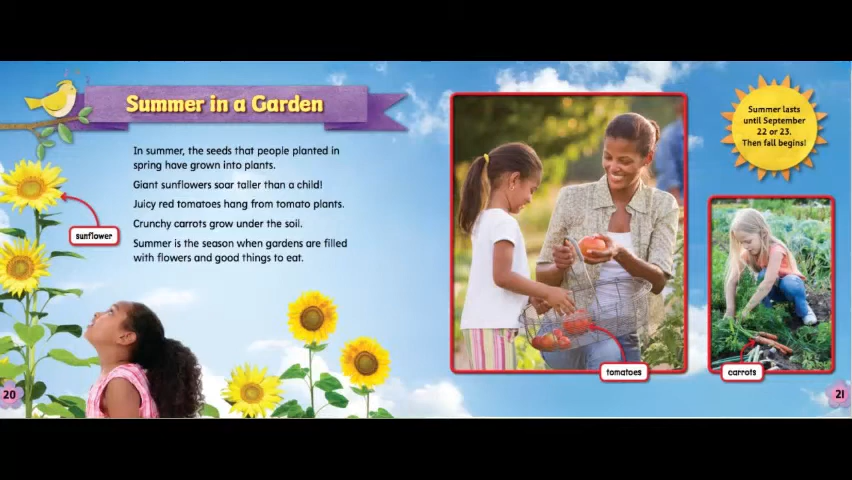 Summer in a Garden
In summer, the seeds that people planted in
spring have grown into plants.
Giant sunflowers soar taller than a child!
Juicy red tomatoes hang from tomato plants.
Crunchy carrots grow under the soil.
Summer is the season when gardens are filled
with flowers and good things to eat.
sunflower
20
Summer lasts
until September
22 or 23.
Then fall begins!
tomatoes
carrots
21